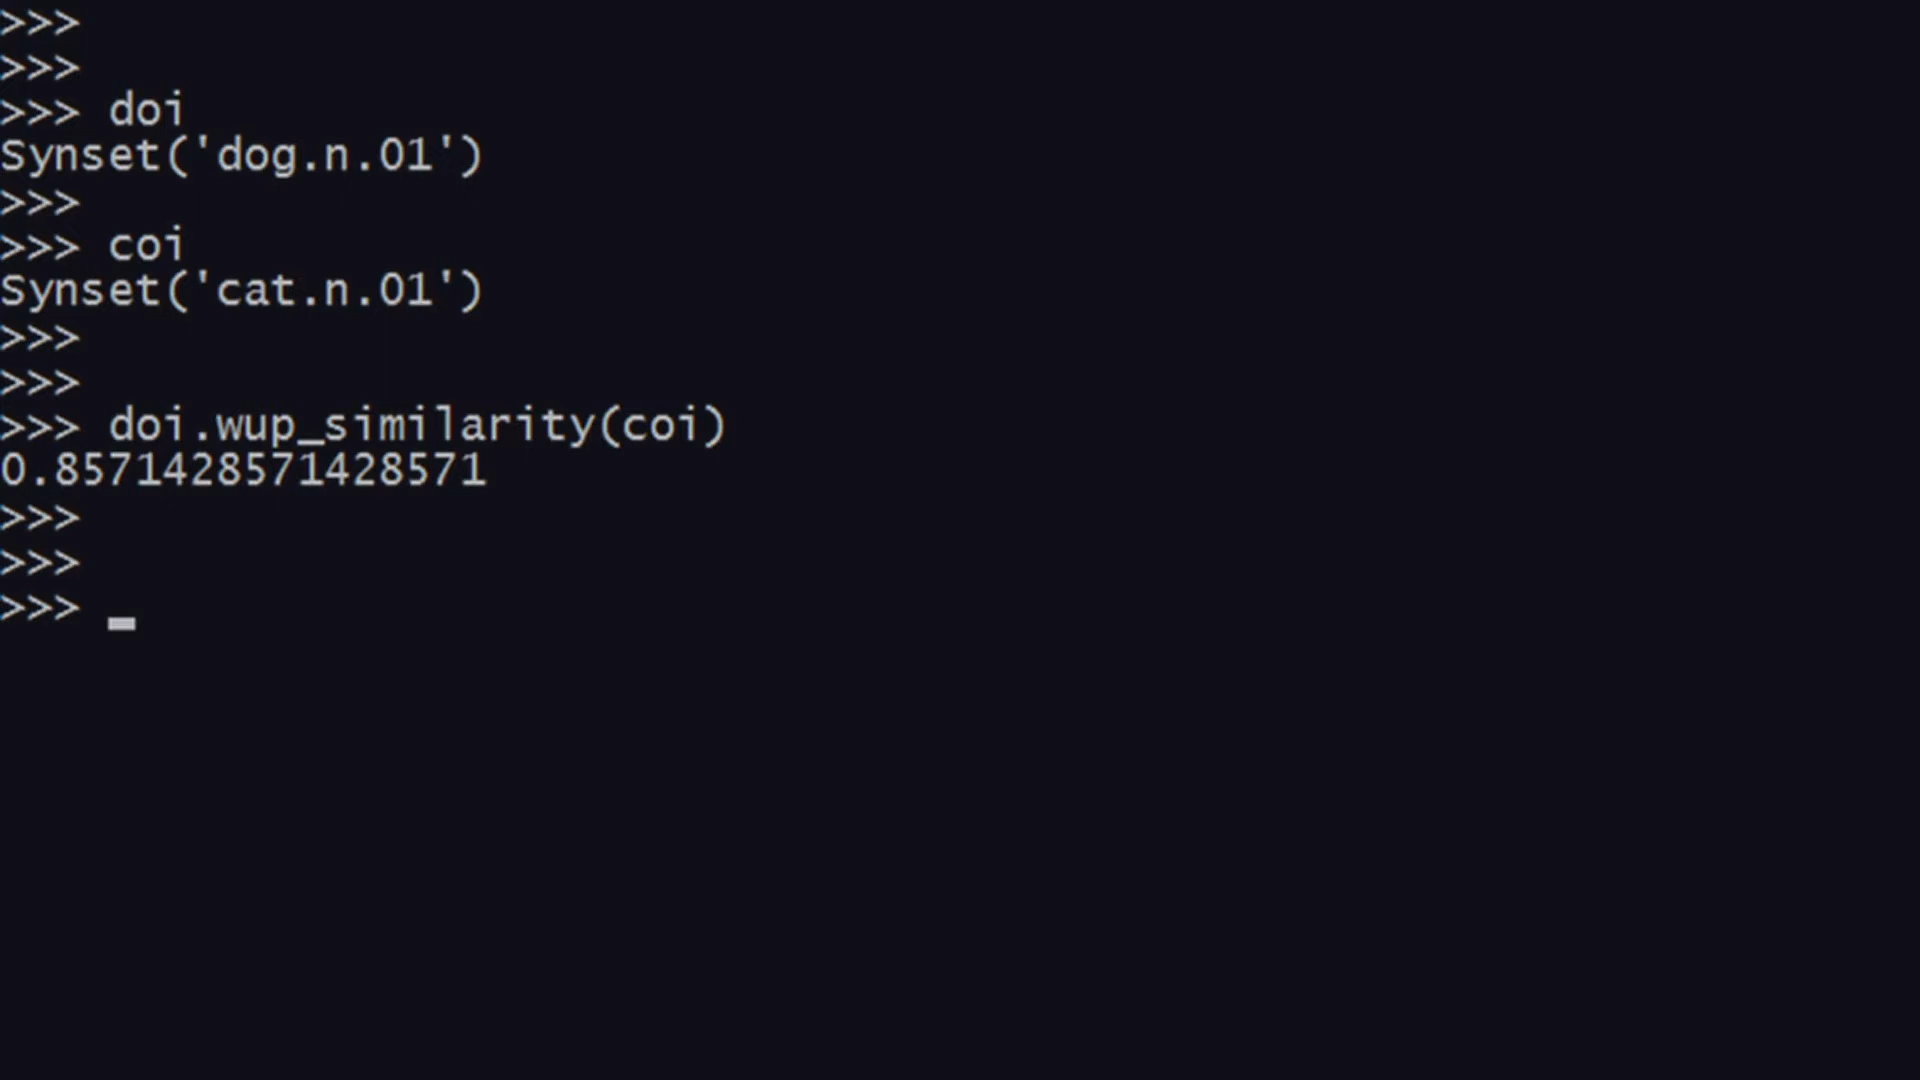 >>>
>>>
>>> doi
Synset('dog.n.01')
>>>
>>> coi
Synset('cat.n.01')
>>>
>>>
>>> doi.wup_similarity(coi)
0.8571428571428571
>>>
>>>
>>>